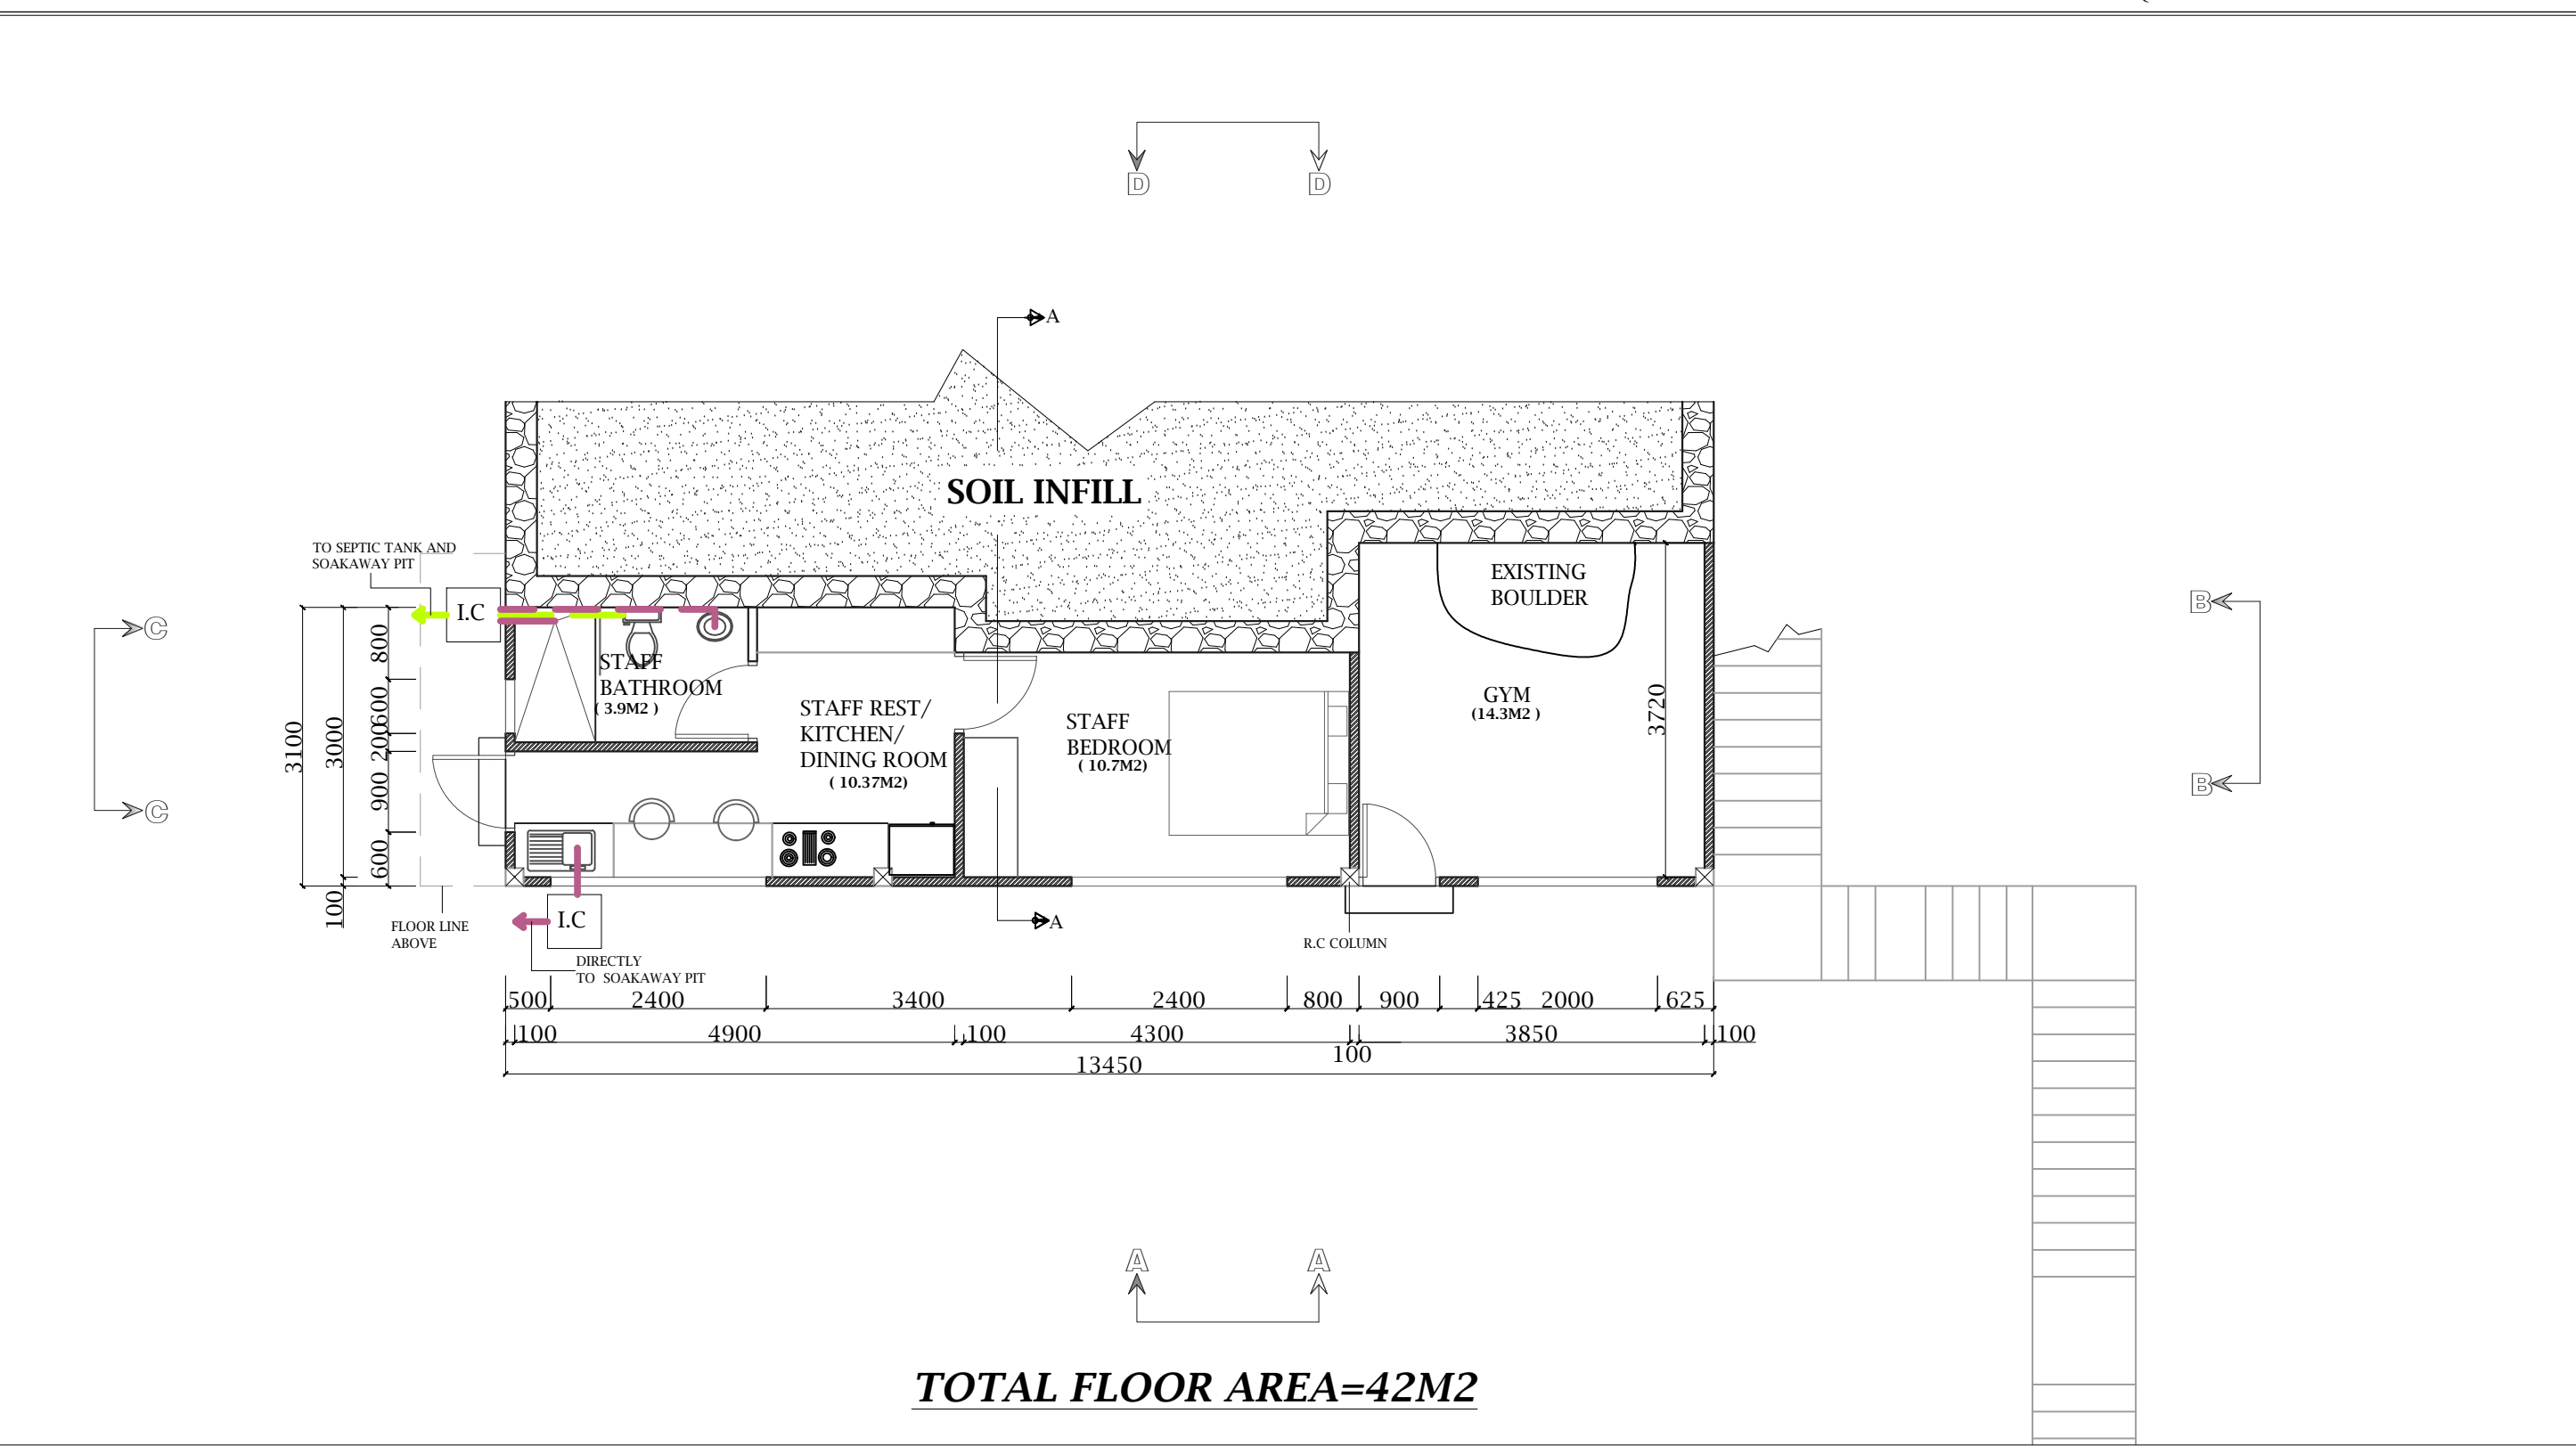 D D
A
SOIL INFILL
TO SEPTIC TANK AND
SOAKAWAY PIT
I.C
EXISTING
BOULDER
C
C
B
B
STAFF
BATHROOM
( 3.9M2 )
STAFF REST/
KITCHEN/
DINING ROOM
( 10.37M2)
STAFF
BEDROOM
( 10.7M2)
GYM
(14.3M2 )
3720
3100
3000
100
800
600
200
900
600
FLOOR LINE
ABOVE
I.C
DIRECTLY
TO SOAKAWAY PIT
A
R.C COLUMN
500 2400 3400 2400 800 900 425 2000 625
100 4900 100 4300 100 3850 100
13450
A A
TOTAL FLOOR AREA=42M2